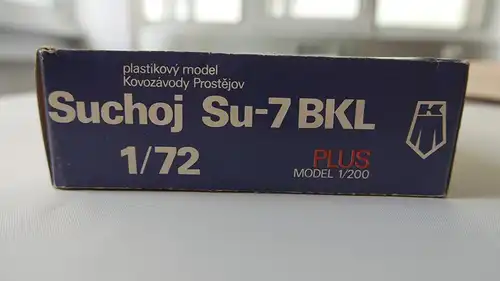 plastikový model
Kovozávody Prostějov
Suchoj Su-7 BKL
1/72
PLUS
MODEL 1/200